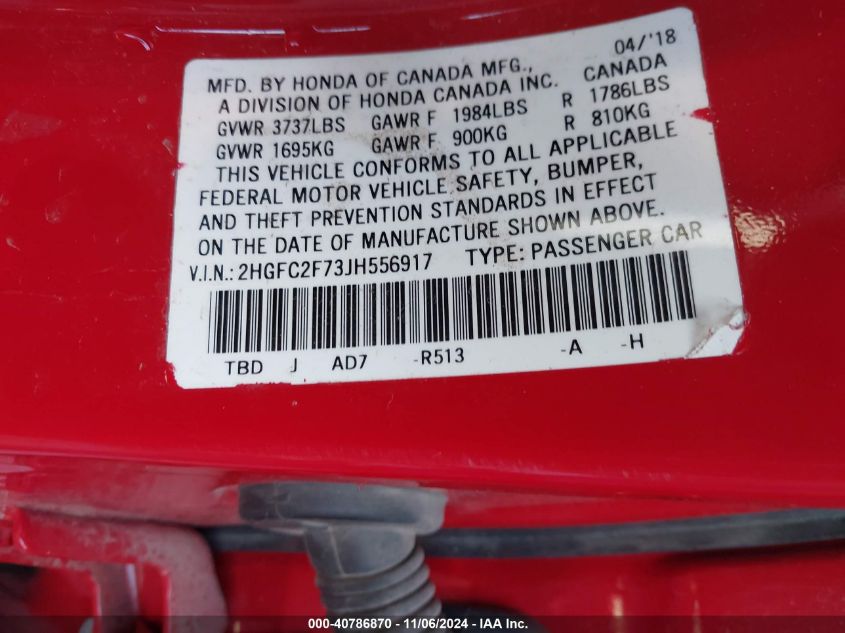 04/'18
MFD. BY HONDA OF CANADA MFG., CANADA
A DIVISION OF HONDA CANADA INC.
GVWR 3737LBS GAWR F 1984LBS R 1786LBS
GVWR 1695KG GAWR F 900KG R 810KG
THIS VEHICLE CONFORMS TO ALL APPLICABLE
FEDERAL MOTOR VEHICLE SAFETY, BUMPER,
AND THEFT PREVENTION STANDARDS IN EFFECT
ON THE DATE OF MANUFACTURE SHOWN ABOVE.
V.I.N.: 2HGFC2F73JH556917 TYPE: PASSENGER CAR
TBD J AD7 -R513 -A -H
000-40786870 - 11/06/2024 - IAA Inc.